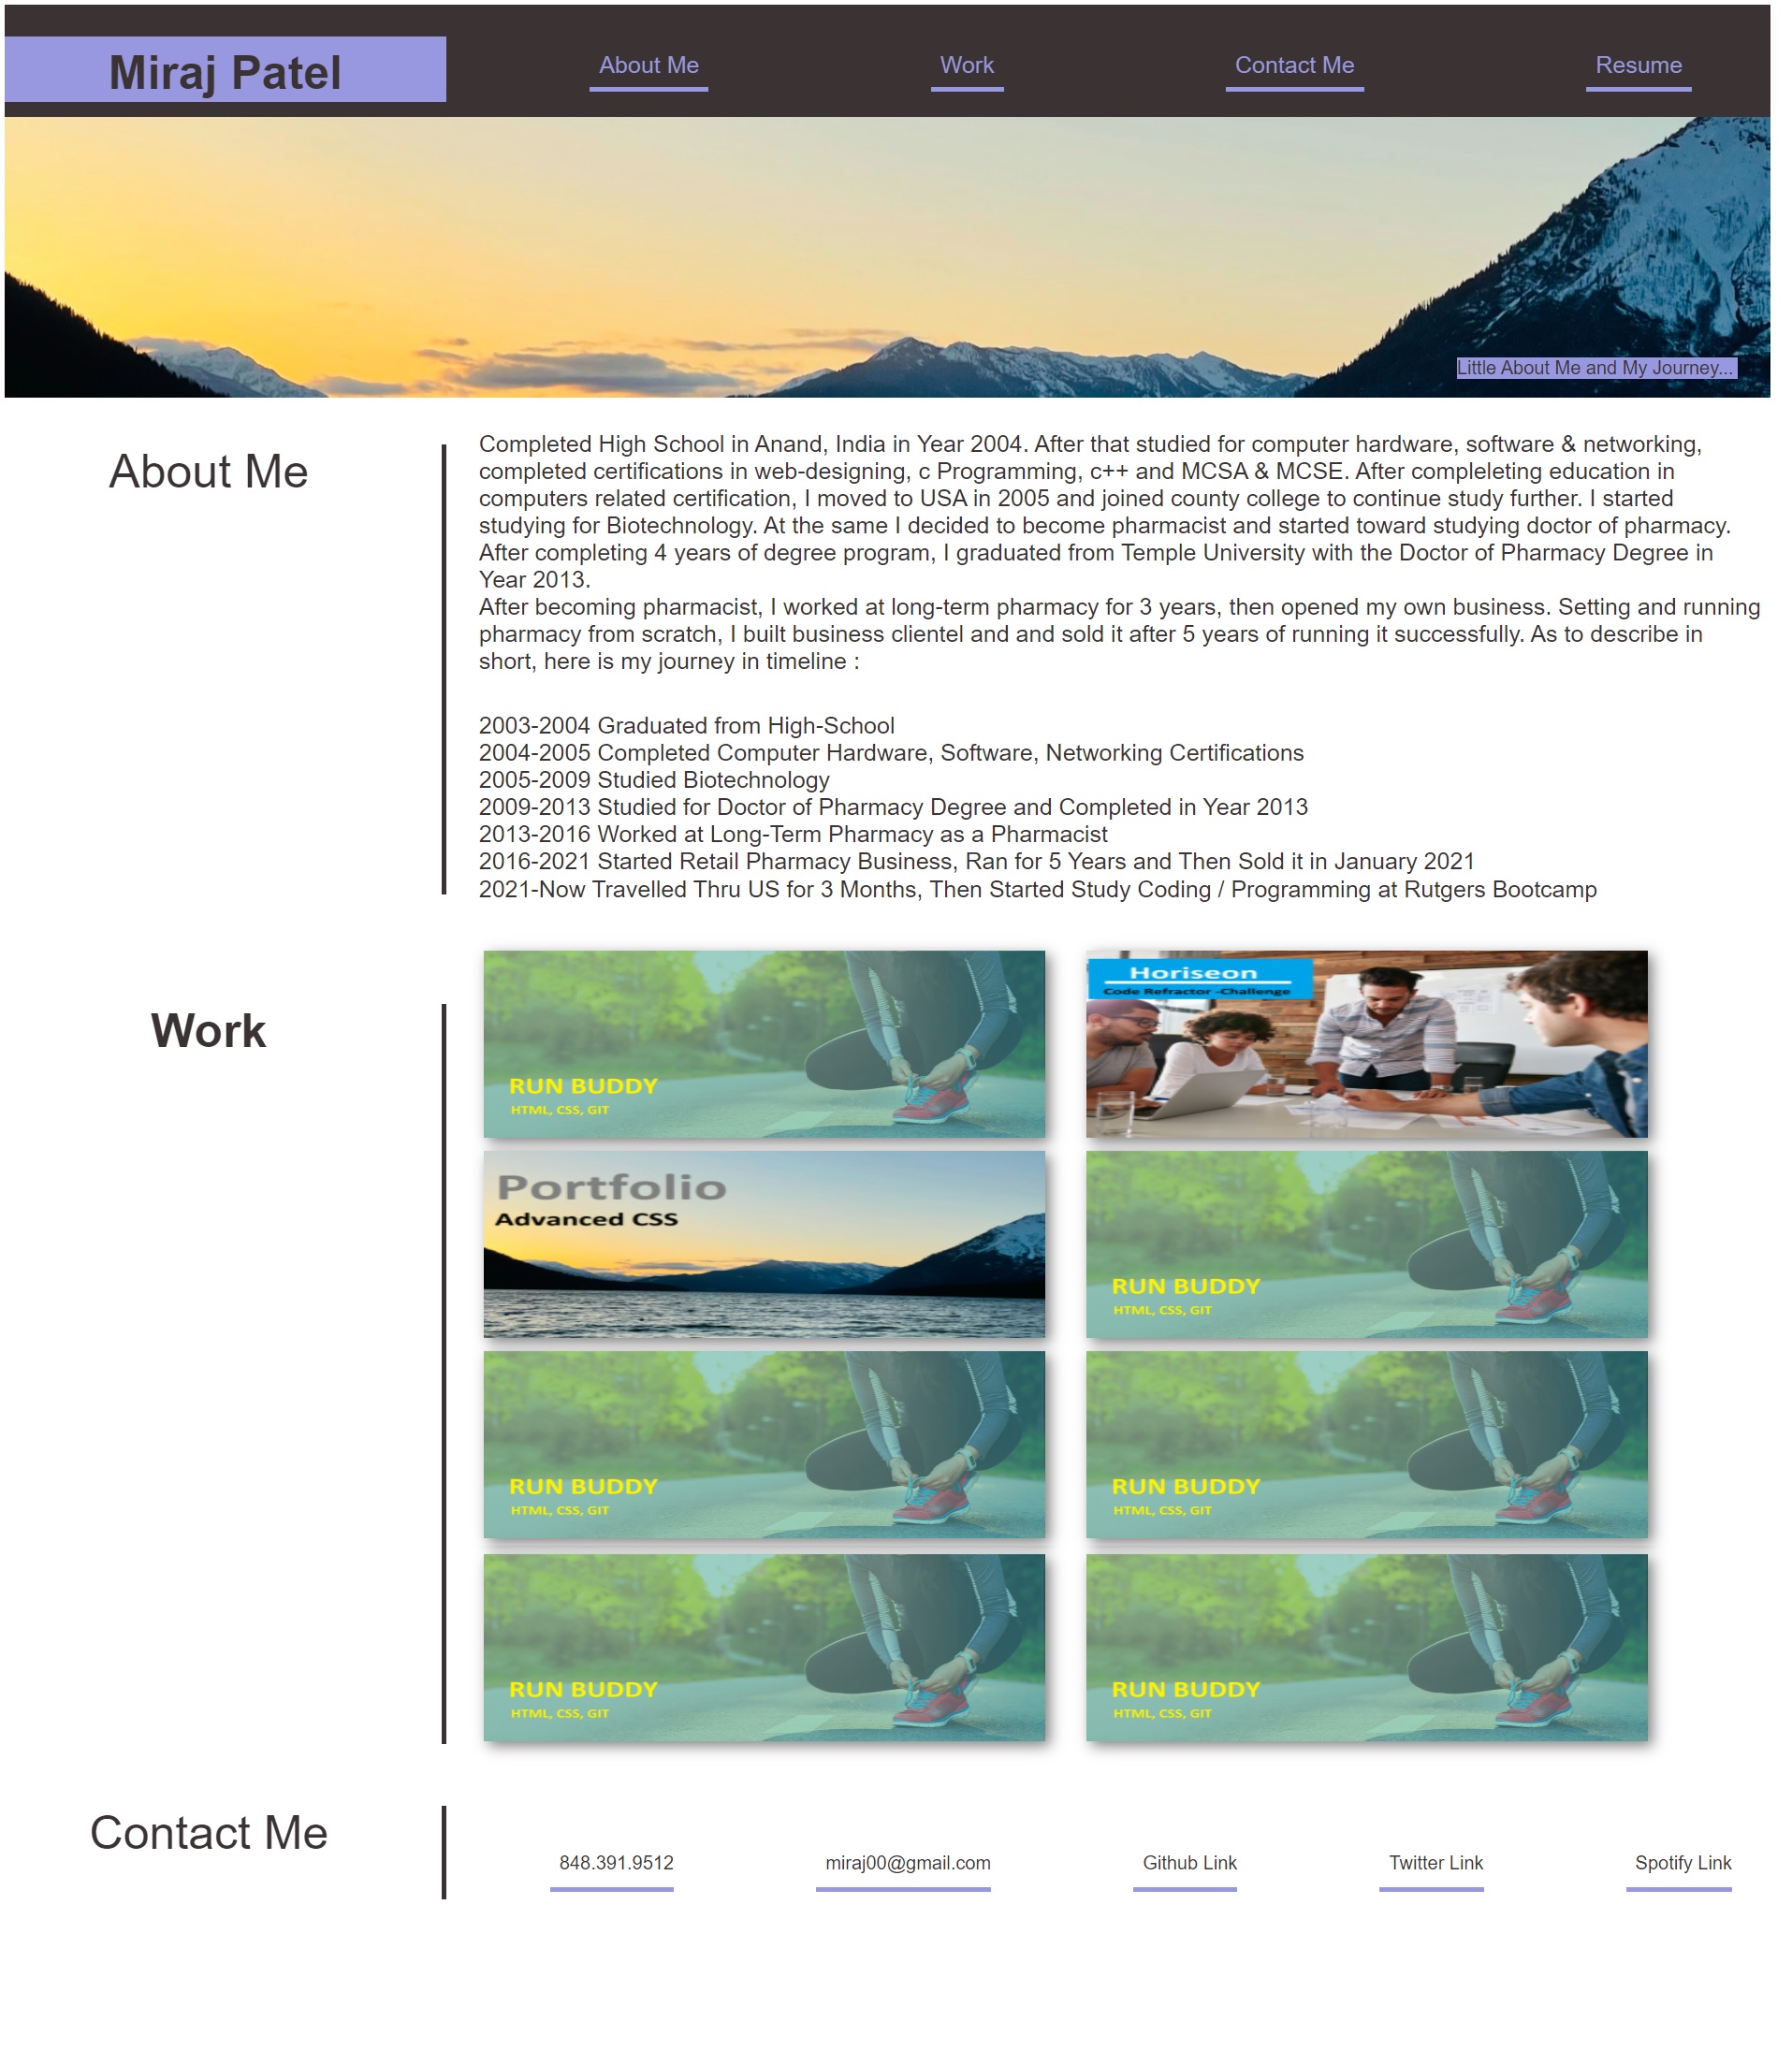 Miraj Patel
About Me
Work
Contact Me
Resume
Little About Me and My Journey...
About Me
Completed High School in Anand, India in Year 2004. After that studied for computer hardware, software & networking,
completed certifications in web-designing, c Programming, c++ and MCSA & MCSE. After compleleting education in
computers related certification, I moved to USA in 2005 and joined county college to continue study further. I started
studying for Biotechnology. At the same I decided to become pharmacist and started toward studying doctor of pharmacy.
After completing 4 years of degree program, I graduated from Temple University with the Doctor of Pharmacy Degree in
Year 2013.
After becoming pharmacist, I worked at long-term pharmacy for 3 years, then opened my own business. Setting and running
pharmacy from scratch, I built business clientel and and sold it after 5 years of running it successfully. As to describe in
short, here is my journey in timeline :
2003-2004 Graduated from High-School
2004-2005 Completed Computer Hardware, Software, Networking Certifications
2005-2009 Studied Biotechnology
2009-2013 Studied for Doctor of Pharmacy Degree and Completed in Year 2013
2013-2016 Worked at Long-Term Pharmacy as a Pharmacist
2016-2021 Started Retail Pharmacy Business, Ran for 5 Years and Then Sold it in January 2021
2021-Now Travelled Thru US for 3 Months, Then Started Study Coding / Programming at Rutgers Bootcamp
Work
RUN BUDDY
HTML, CSS, GIT
Horiseon
Code Refractor -Challenge
Portfolio
Advanced CSS
RUN BUDDY
HTML, CSS, GIT
RUN BUDDY
HTML, CSS, GIT
RUN BUDDY
HTML, CSS, GIT
RUN BUDDY
HTML, CSS, GIT
RUN BUDDY
HTML, CSS, GIT
Contact Me
848.391.9512
miraj00@gmail.com
Github Link
Twitter Link
Spotify Link